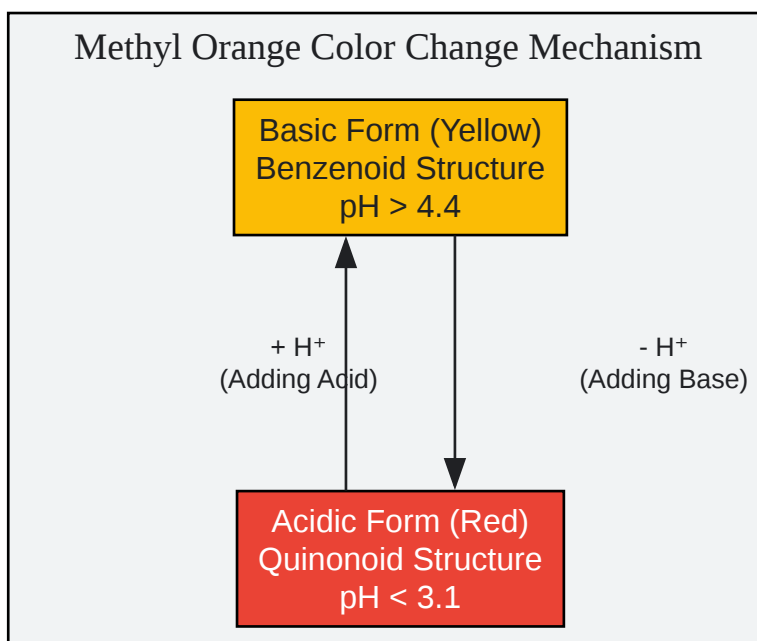 Methyl Orange Color Change Mechanism
Basic Form (Yellow)
Benzenoid Structure
pH > 4.4
+ H⁺
(Adding Acid)
- H⁺
(Adding Base)
Acidic Form (Red)
Quinonoid Structure
pH < 3.1